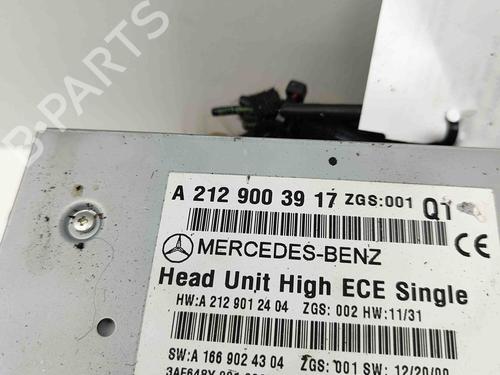 A 212 900 39 17 ZGS:001 Q1
MERCEDES-BENZ CE
Head Unit High ECE Single
HW:A 212 901 24 04 ZGS: 002 HW:11/31
SW:A 166 902 43 04 ZGS: 001 SW: 12/20/00
B-PARTS